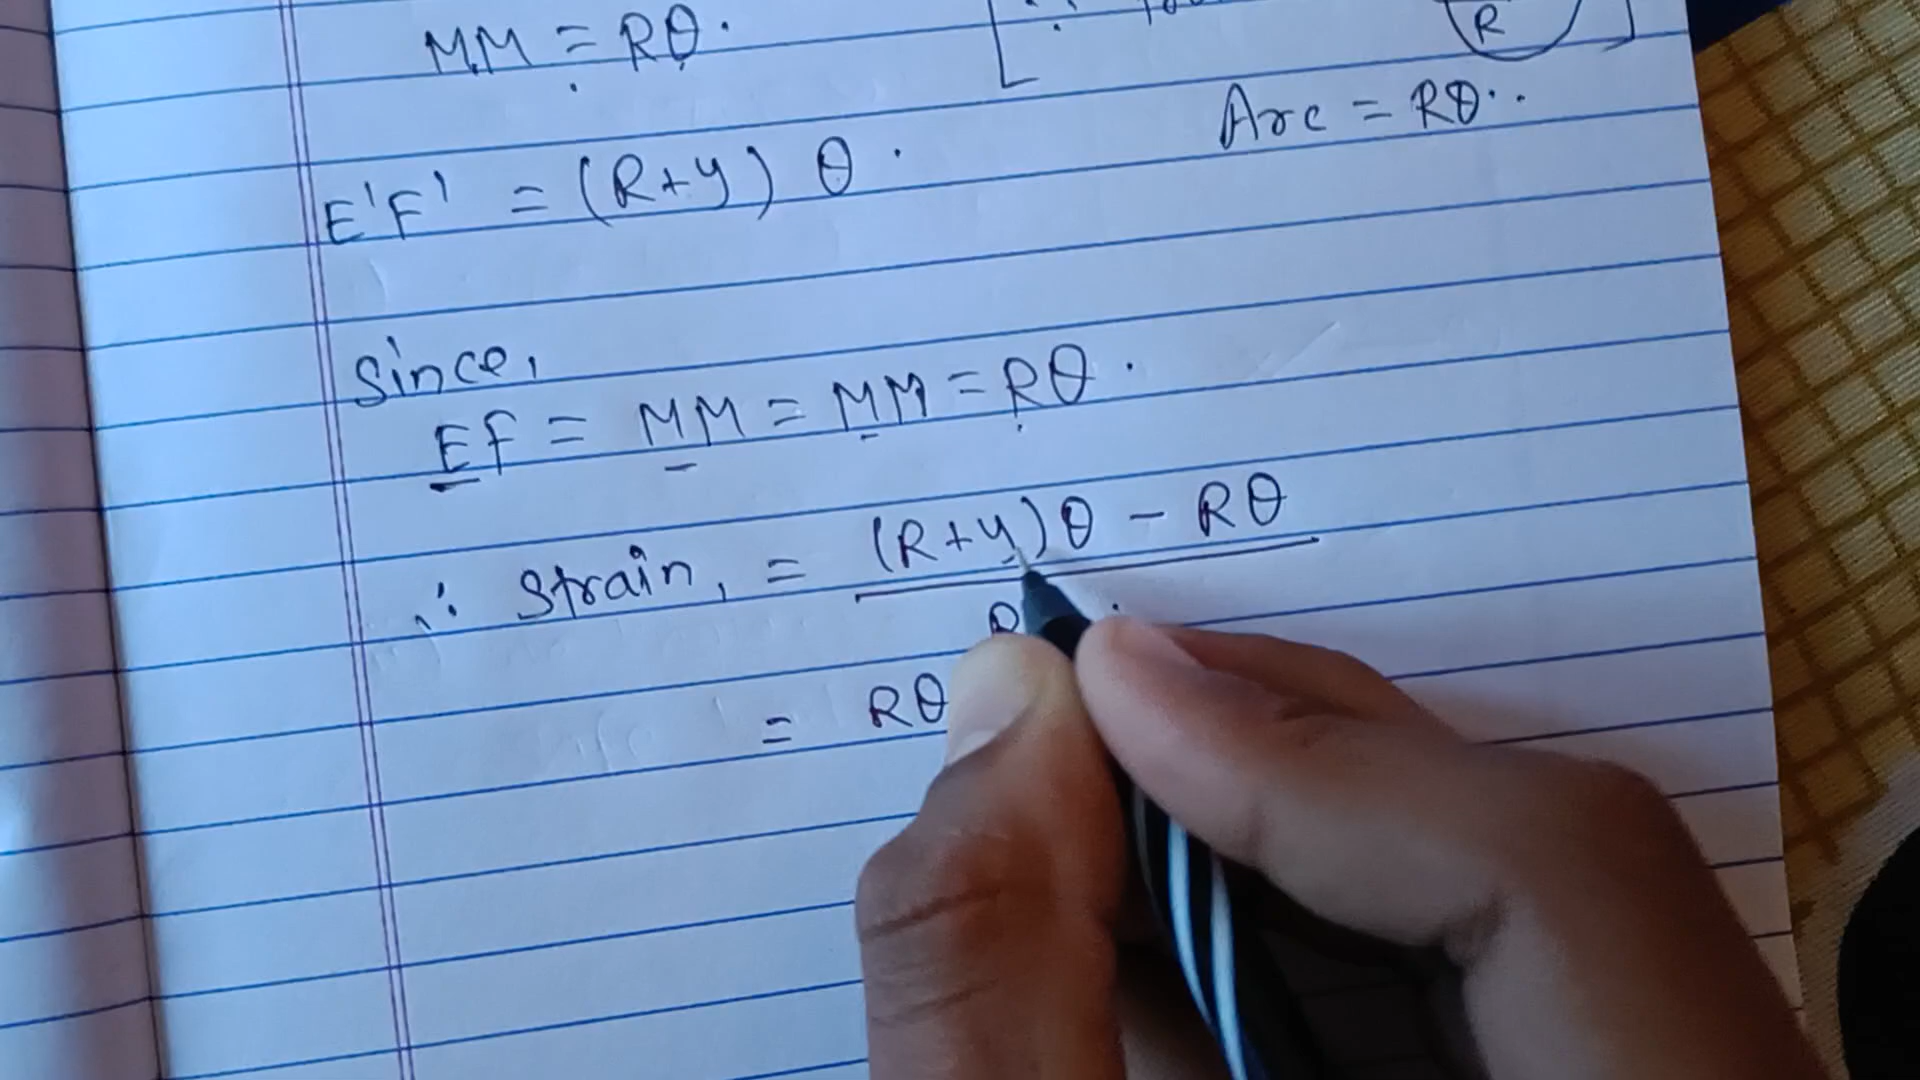 MM = Rθ.
R
Arc = Rθ..
E'F' = (R+y) θ.
Since,
EF = MM = MM = Rθ.
∴ Strain, = (R+y)θ - Rθ
R
= Rθ